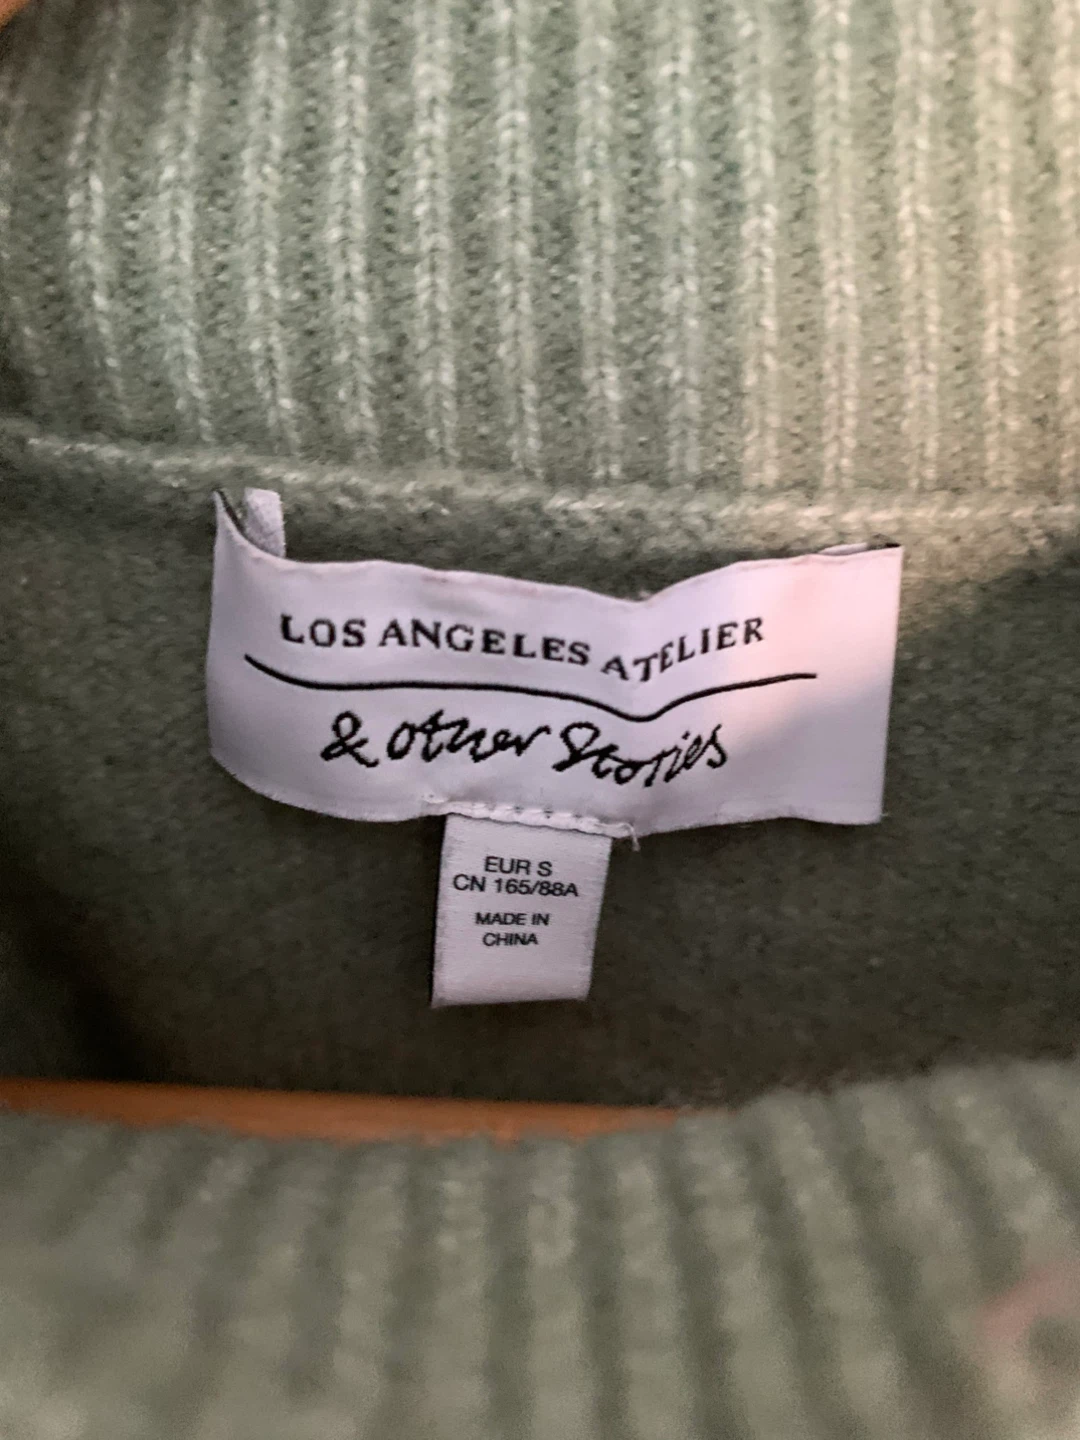 LOS ANGELES ATELIER
& other Stories
EUR S
CN 165/88A
MADE IN
CHINA